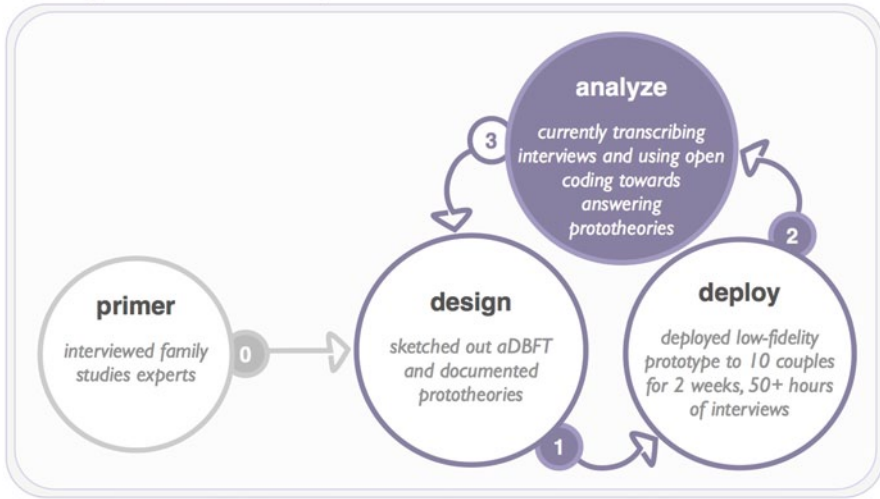 primer
interviewed family
studies experts
0
design
sketched out aDBFT
and documented
prototheories
1
deploy
deployed low-fidelity
prototype to 10 couples
for 2 weeks, 50+ hours
of interviews
2
analyze
currently transcribing
interviews and using open
coding towards
answering
prototheories
3